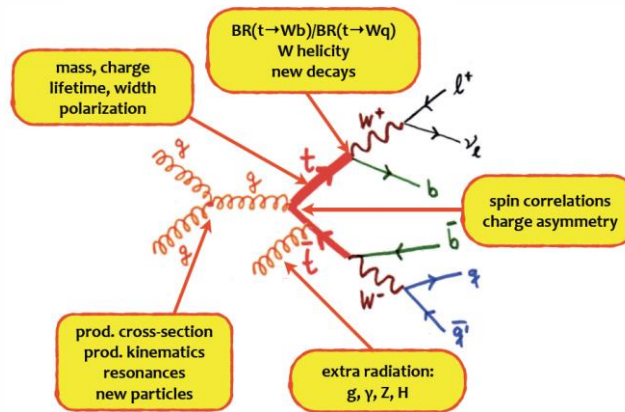 BR(t→Wb)/BR(t→Wq)
W helicity
new decays
mass, charge
lifetime, width
polarization
l⁺
W⁺
ν_ℓ
g
g
t
b
spin correlations
charge asymmetry
g
t̄
b̄
W⁻
q
q̄'
prod. cross-section
prod. kinematics
resonances
new particles
extra radiation:
g, γ, Z, H